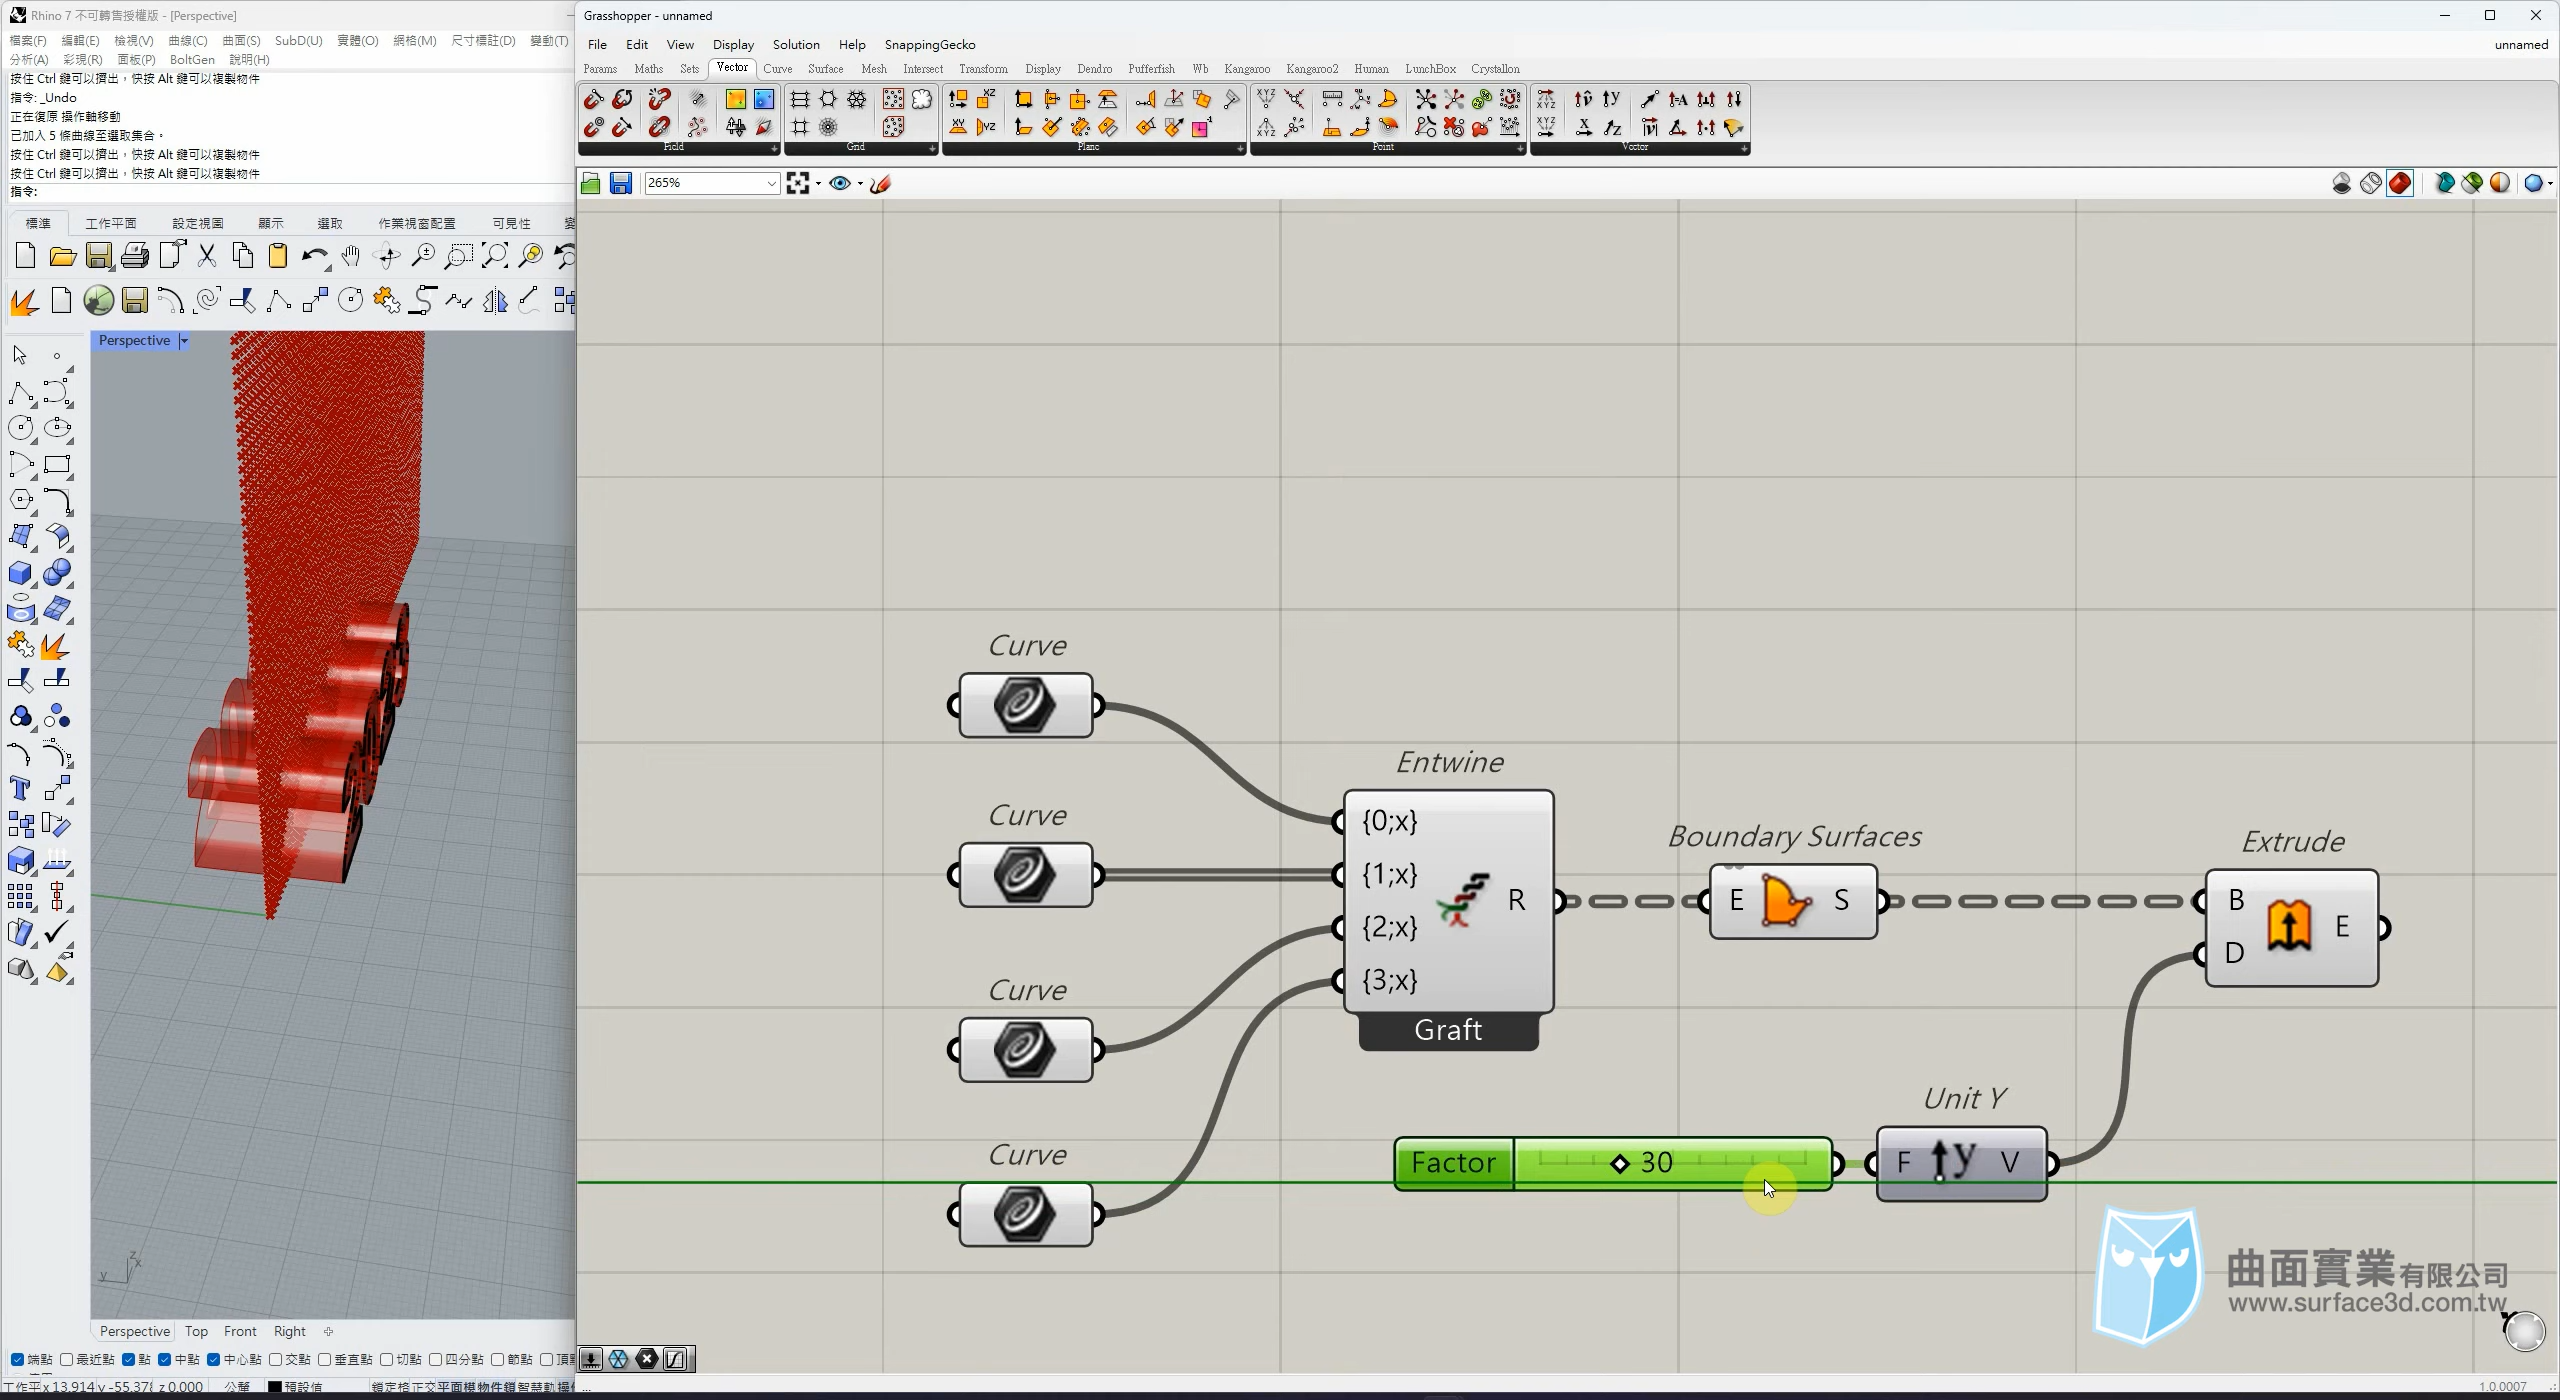 Rhino 7 不可轉售授權版 - [Perspective]
檔案(F) 編輯(E) 檢視(V) 曲線(C) 曲面(S) SubD(U) 實體(O) 網格(M) 尺寸標註(D) 變動(T)
分析(A) 彩現(R) 面板(P) BoltGen 說明(H)
按住 Ctrl 鍵可以擠出，快按 Alt 鍵可以複製物件
指令: _Undo
正在復原 操作軸移動
已加入 5 條曲線至選取集合。
按住 Ctrl 鍵可以擠出，快按 Alt 鍵可以複製物件
按住 Ctrl 鍵可以擠出，快按 Alt 鍵可以複製物件
指令:
標準 工作平面 設定視圖 顯示 選取 作業視窗配置 可見性
Perspective
z
x
y
Perspective Top Front Right
端點 最近點 點 中點 中心點 交點 垂直點 切點 四分點 節點
工作平 x 13.914 y -55.378 z 0.000 公釐 預設值
Grasshopper - unnamed
File Edit View Display Solution Help SnappingGecko
unnamed
Params Maths Sets Vector Curve Surface Mesh Intersect Transform Display Dendro Pufferfish Wb Kangaroo Kangaroo2 Human LunchBox Crystallon
Field Grid Plane Point Vector
265%
Curve
Curve
Curve
Curve
Entwine
{0;x}
{1;x}
{2;x}
{3;x}
R
Graft
Boundary Surfaces
E S
Extrude
B
D
E
Unit Y
Factor 30
F y V
曲面實業有限公司
www.surface3d.com.tw
1.0.0007